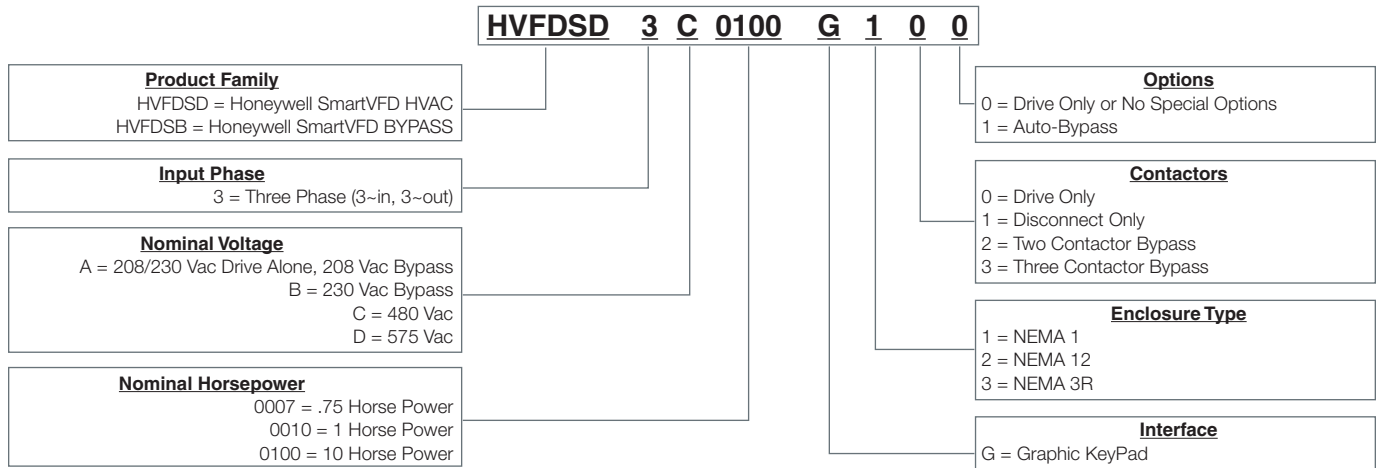 HVFDSD 3 C 0100 G 1 0 0
Product Family
HVFDSD = Honeywell SmartVFD HVAC
HVFDSB = Honeywell SmartVFD BYPASS
Input Phase
3 = Three Phase (3~in, 3~out)
Nominal Voltage
A = 208/230 Vac Drive Alone, 208 Vac Bypass
B = 230 Vac Bypass
C = 480 Vac
D = 575 Vac
Nominal Horsepower
0007 = .75 Horse Power
0010 = 1 Horse Power
0100 = 10 Horse Power
Options
0 = Drive Only or No Special Options
1 = Auto-Bypass
Contactors
0 = Drive Only
1 = Disconnect Only
2 = Two Contactor Bypass
3 = Three Contactor Bypass
Enclosure Type
1 = NEMA 1
2 = NEMA 12
3 = NEMA 3R
Interface
G = Graphic KeyPad